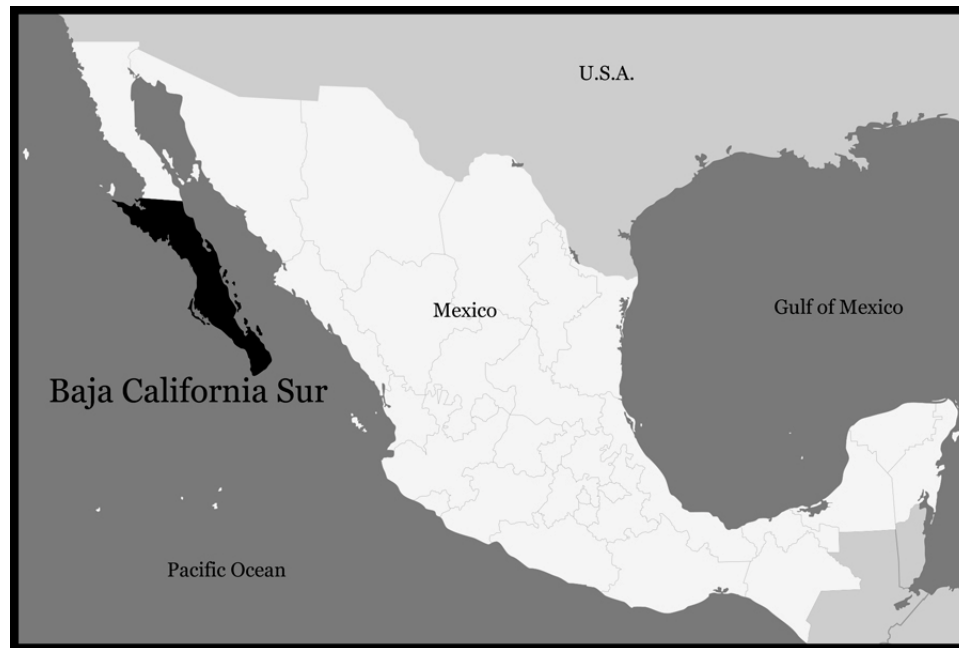 U.S.A.
Mexico
Gulf of Mexico
Baja California Sur
Pacific Ocean